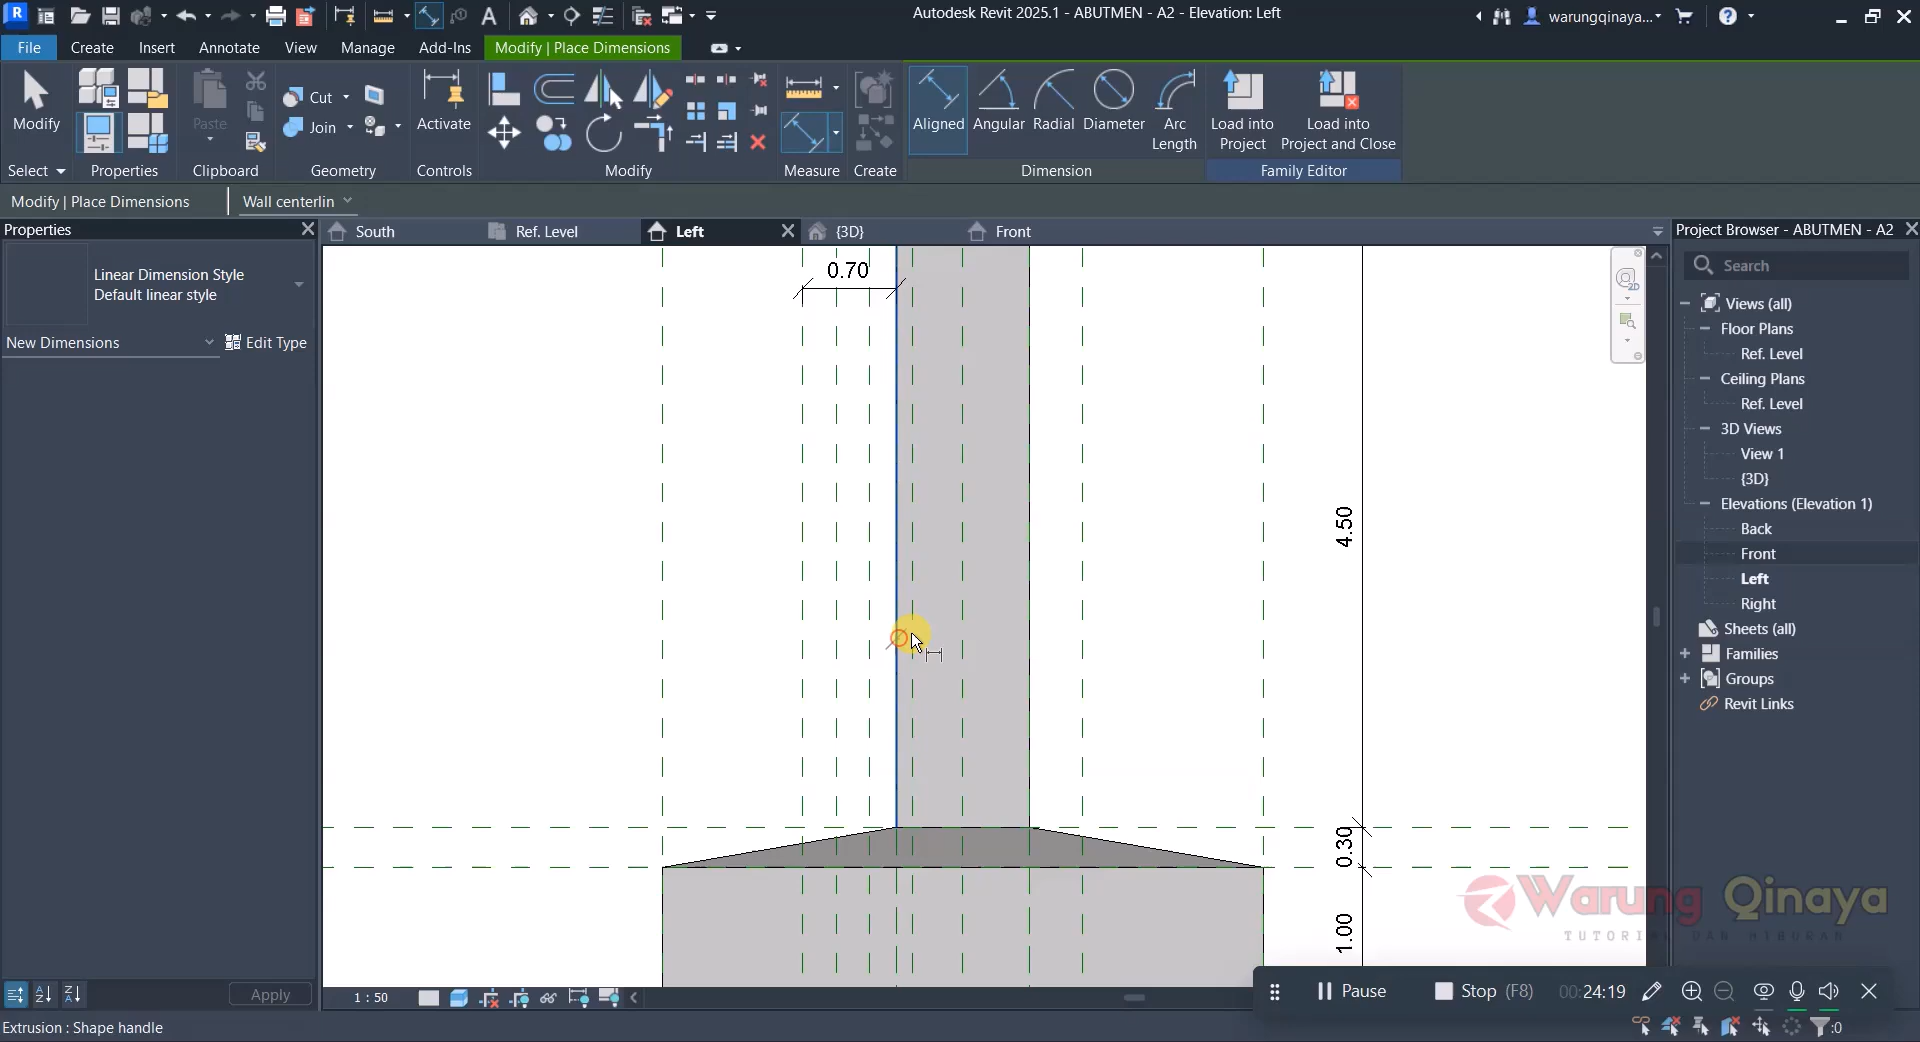 Autodesk Revit 2025.1 - ABUTMEN - A2 - Elevation: Left
warungqinaya...
File Create Insert Annotate View Manage Add-Ins Modify | Place Dimensions
Modify Paste Cut Join Activate Aligned Angular Radial Diameter Arc Length Load into Project Load into Project and Close
Select Properties Clipboard Geometry Controls Modify Measure Create Dimension Family Editor
Modify | Place Dimensions Wall centerlin
Properties
South Ref. Level Left {3D} Front
Project Browser - ABUTMEN - A2
Linear Dimension Style
Default linear style
New Dimensions Edit Type
Search
Views (all)
Floor Plans
Ref. Level
Ceiling Plans
Ref. Level
3D Views
View 1
{3D}
Elevations (Elevation 1)
Back
Front
Left
Right
Sheets (all)
Families
Groups
Revit Links
0.70
2D
4.50
0.30
1.00
Warung Qinaya
TUTORI
Apply
1 : 50
Pause Stop (F8) 00:24:19
Extrusion : Shape handle
:0